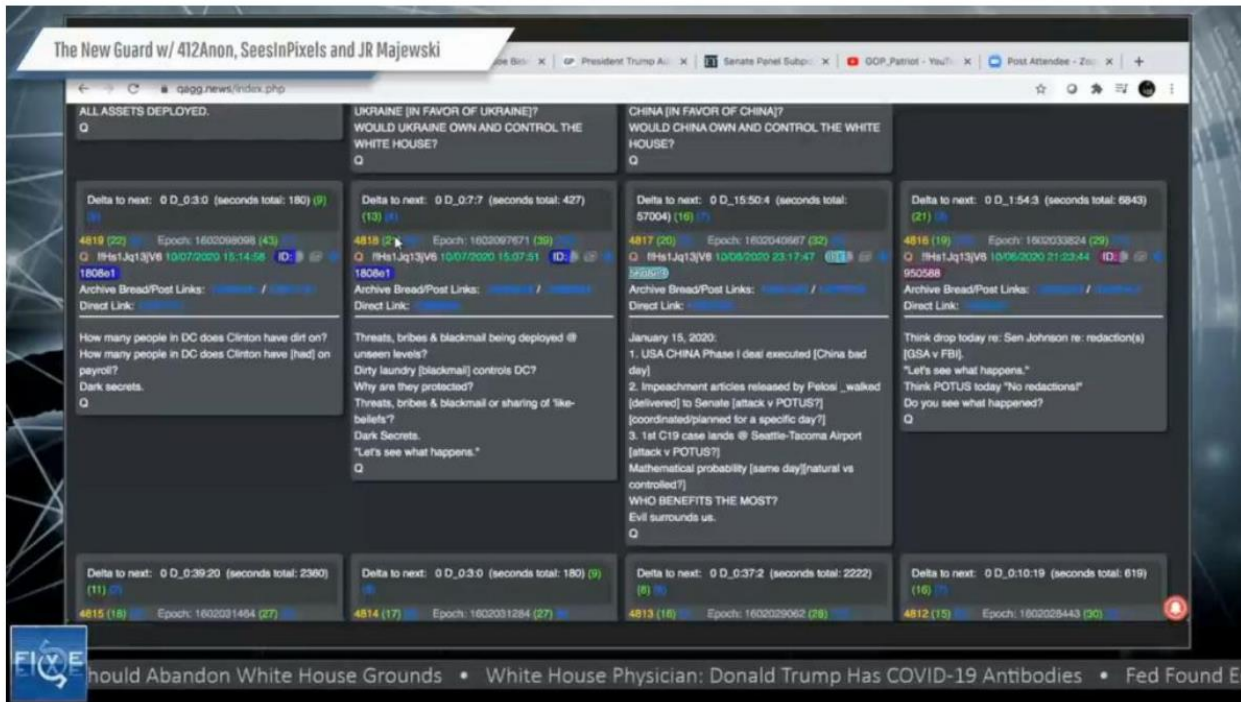 The New Guard w/ 412Anon, SeesInPixels and JR Majewski
President Trump
Senate Panel
GOP_Patriot - YouTu
Post Attendee - Zoo
qagg.news/index.php
ALL ASSETS DEPLOYED.
Q
UKRAINE [IN FAVOR OF UKRAINE]?
WOULD UKRAINE OWN AND CONTROL THE
WHITE HOUSE?
Q
CHINA [IN FAVOR OF CHINA]?
WOULD CHINA OWN AND CONTROL THE WHITE
HOUSE?
Q
Delta to next: 0 D_0:3:0 (seconds total: 180) (9)
4819 (22) Epoch: 1602098098 (43)
Q !!Hs1Jq13jV6 10/07/2020 15:14:58 ID:
1808e1
Archive Bread/Post Links: /
Direct Link:
How many people in DC does Clinton have dirt on?
How many people in DC does Clinton have [had] on
payroll?
Dark secrets.
Q
Delta to next: 0 D_0:7:7 (seconds total: 427)
(13) (4)
4818 Epoch: 1602097671 (39)
Q !!Hs1Jq13jV6 10/07/2020 15:07:51 ID:
1808e1
Archive Bread/Post Links: /
Direct Link:
Threats, bribes & blackmail being deployed @
unseen levels?
Dirty laundry [blackmail] controls DC?
Why are they protected?
Threats, bribes & blackmail or sharing of 'like-
beliefs'?
Dark Secrets.
"Let's see what happens."
Q
Delta to next: 0 D_15:50:4 (seconds total:
57004) (16) (7)
4817 (20) Epoch: 1602040667 (32)
Q !!Hs1Jq13jV6 10/06/2020 23:17:47
Archive Bread/Post Links: /
Direct Link:
January 15, 2020:
1. USA CHINA Phase I deal executed [China bad
day]
2. Impeachment articles released by Pelosi _walked
[delivered] to Senate [attack v POTUS?]
[coordinated/planned for a specific day?]
3. 1st C19 case lands @ Seattle-Tacoma Airport
[attack v POTUS?]
Mathematical probability [same day][natural vs
controlled?]
WHO BENEFITS THE MOST?
Evil surrounds us.
Q
Delta to next: 0 D_1:54:3 (seconds total: 6843)
(21)
4816 (19) Epoch: 1602033824 (29)
Q !!Hs1Jq13jV6 10/06/2020 21:23:44 ID:
950588
Archive Bread/Post Links: /
Direct Link:
Think drop today re: Sen Johnson re: redaction(s)
[GSA v FBI].
"Let's see what happens."
Think POTUS today "No redactions!"
Do you see what happened?
Q
Delta to next: 0 D_0:39:20 (seconds total: 2360)
(11)
4815 (18) Epoch: 1602031464 (27)
Delta to next: 0 D_0:3:0 (seconds total: 180) (9)
4814 (17) Epoch: 1602031284 (27)
Delta to next: 0 D_0:37:2 (seconds total: 2222)
4813 (16) Epoch: 1602029062 (28)
Delta to next: 0 D_0:10:19 (seconds total: 619)
(16)
4812 (15) Epoch: 1602028443 (30)
hould Abandon White House Grounds • White House Physician: Donald Trump Has COVID-19 Antibodies • Fed Found E